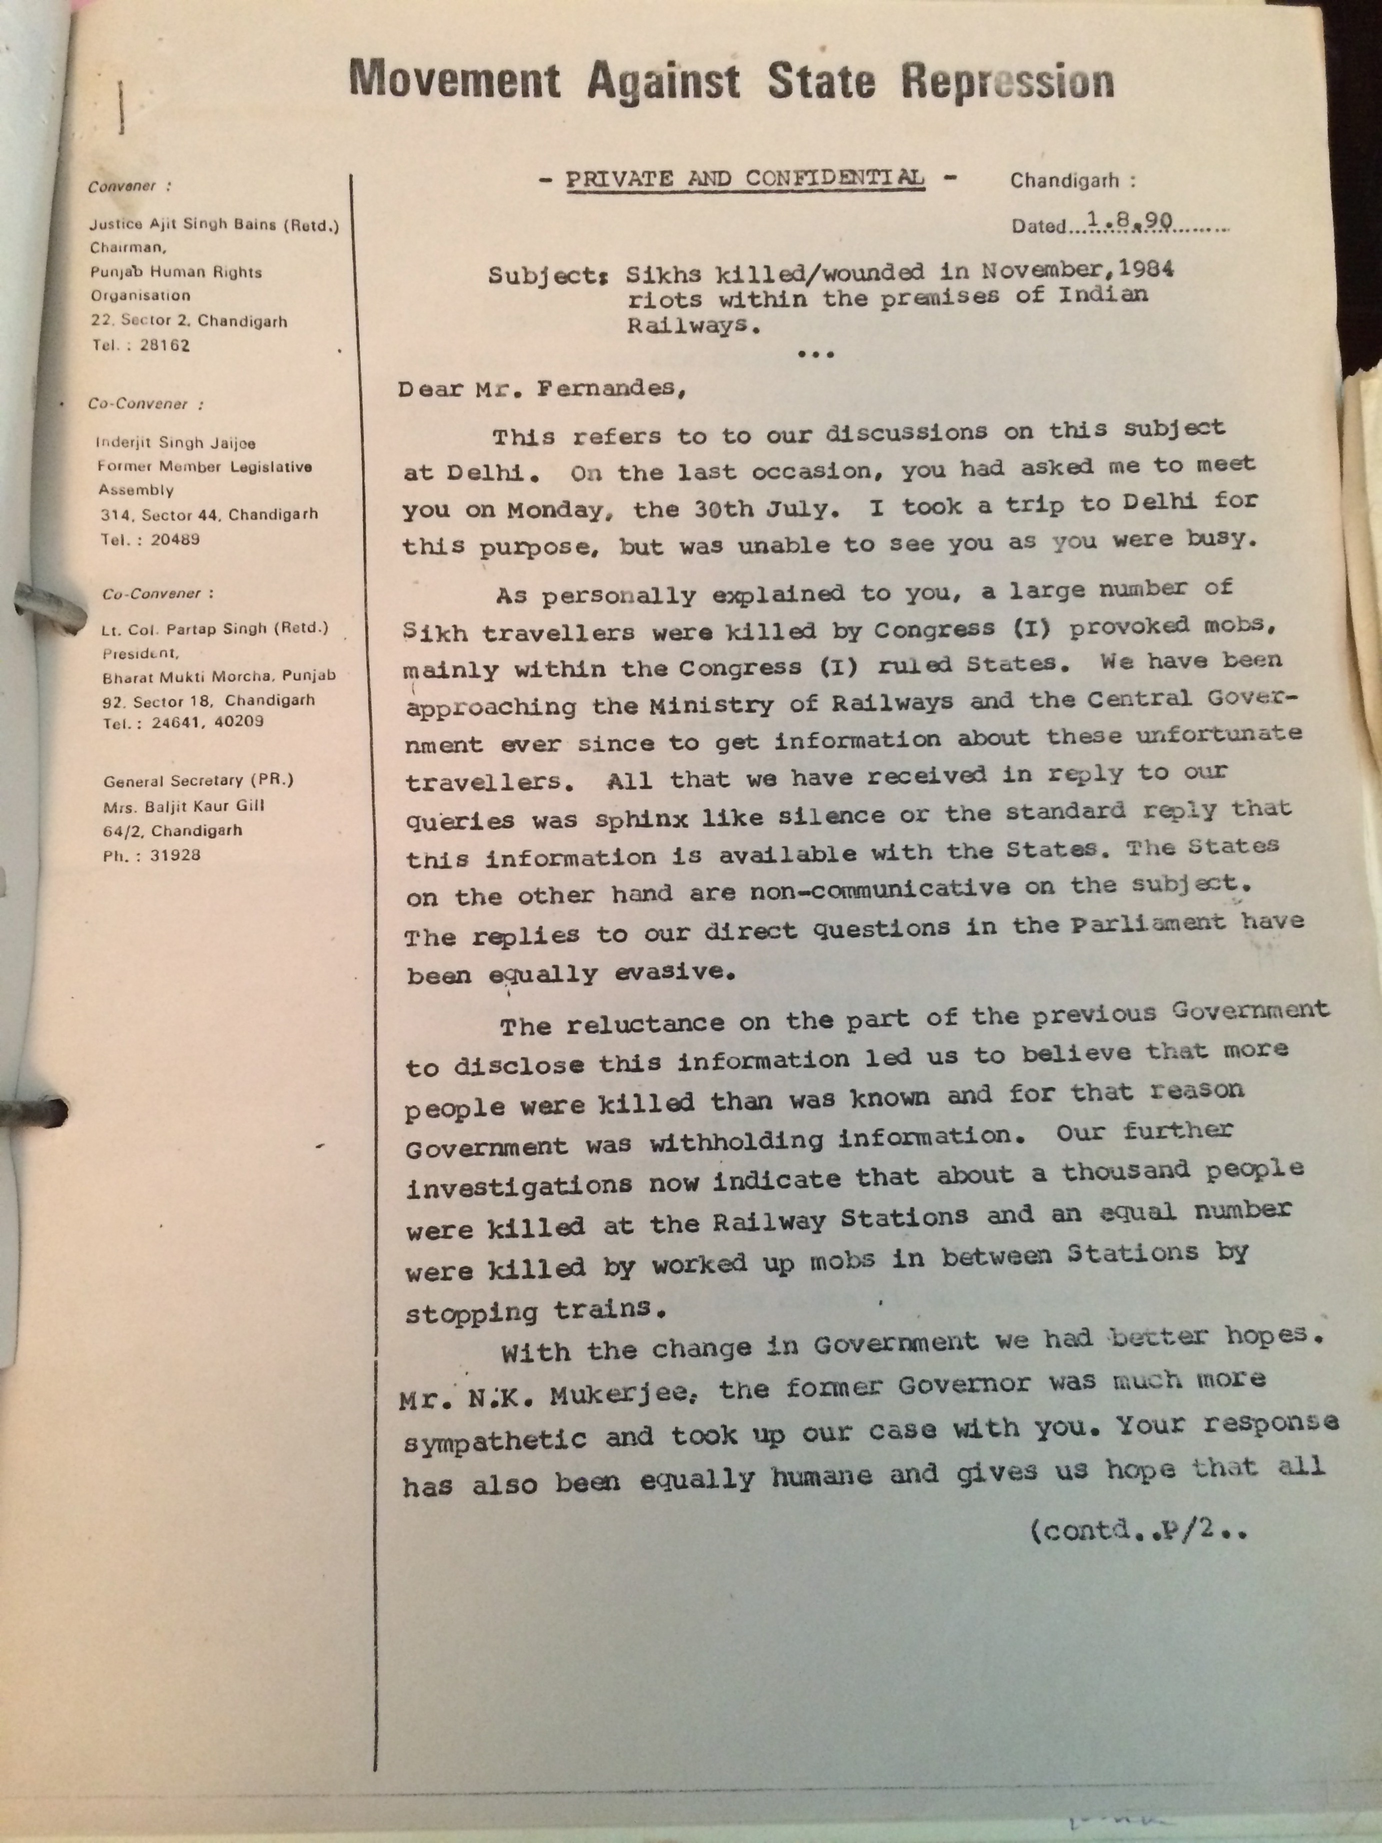 Movement Against State Repression
Convener :
Justice Ajit Singh Bains (Retd.)
Chairman,
Punjab Human Rights
Organisation
22, Sector 2, Chandigarh
Tel. : 28162
Co-Convener :
Inderjit Singh Jaijee
Former Member Legislative
Assembly
314, Sector 44, Chandigarh
Tel. : 20489
Co-Convener :
Lt. Col. Partap Singh (Retd.)
President,
Bharat Mukti Morcha, Punjab
92, Sector 18, Chandigarh
Tel. : 24641, 40209
General Secretary (PR.)
Mrs. Baljit Kaur Gill
64/2, Chandigarh
Ph. : 31928
- PRIVATE AND CONFIDENTIAL -
Chandigarh :
Dated...1.8.90.........
Subject: Sikhs killed/wounded in November,1984
riots within the premises of Indian
Railways.
...
Dear Mr. Fernandes,
This refers to to our discussions on this subject
at Delhi. On the last occasion, you had asked me to meet
you on Monday, the 30th July. I took a trip to Delhi for
this purpose, but was unable to see you as you were busy.
As personally explained to you, a large number of
Sikh travellers were killed by Congress (I) provoked mobs,
mainly within the Congress (I) ruled States. We have been
approaching the Ministry of Railways and the Central Gover-
nment ever since to get information about these unfortunate
travellers. All that we have received in reply to our
queries was sphinx like silence or the standard reply that
this information is available with the States. The States
on the other hand are non-communicative on the subject.
The replies to our direct questions in the Parliament have
been equally evasive.
The reluctance on the part of the previous Government
to disclose this information led us to believe that more
people were killed than was known and for that reason
Government was withholding information. Our further
investigations now indicate that about a thousand people
were killed at the Railway Stations and an equal number
were killed by worked up mobs in between Stations by
stopping trains.
With the change in Government we had better hopes.
Mr. N.K. Mukerjee, the former Governor was much more
sympathetic and took up our case with you. Your response
has also been equally humane and gives us hope that all
(contd..P/2..